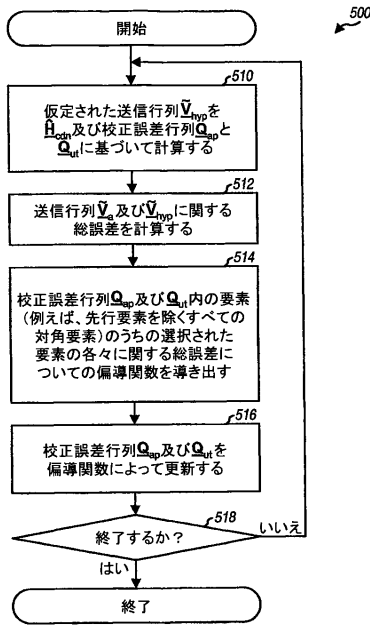 500
開始
510
仮定された送信行列Ṽhypを
Ĥcdn及び校正誤差行列Qapと
Qutに基づいて計算する
512
送信行列Ṽa及びṼhypに関する
総誤差を計算する
514
校正誤差行列Qap及びQut内の要素
(例えば、先行要素を除くすべての
対角要素)のうちの選択された
要素の各々に関する総誤差に
ついての偏導関数を導き出す
516
校正誤差行列Qap及びQutを
偏導関数によって更新する
518
終了するか?
いいえ
はい
終了